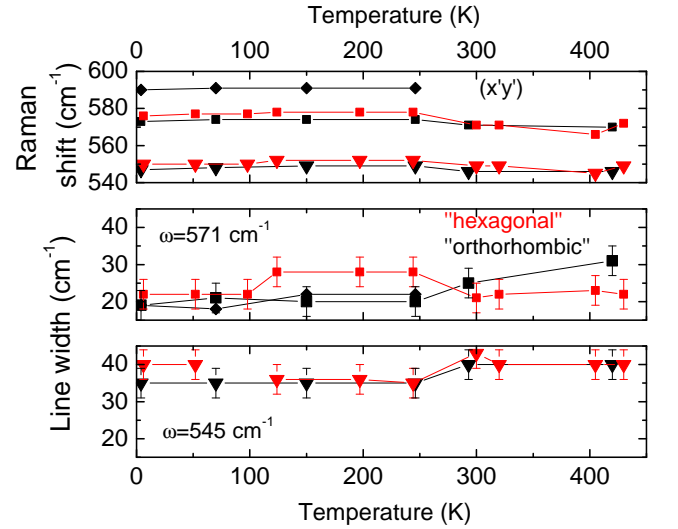 Temperature (K)
0 100 200 300 400
Raman
shift (cm⁻¹)
600
580
560
540
(x'y')
Line width (cm⁻¹)
40
30
20
ω=571 cm⁻¹
"hexagonal"
"orthorhombic"
40
30
20
ω=545 cm⁻¹
0 100 200 300 400
Temperature (K)